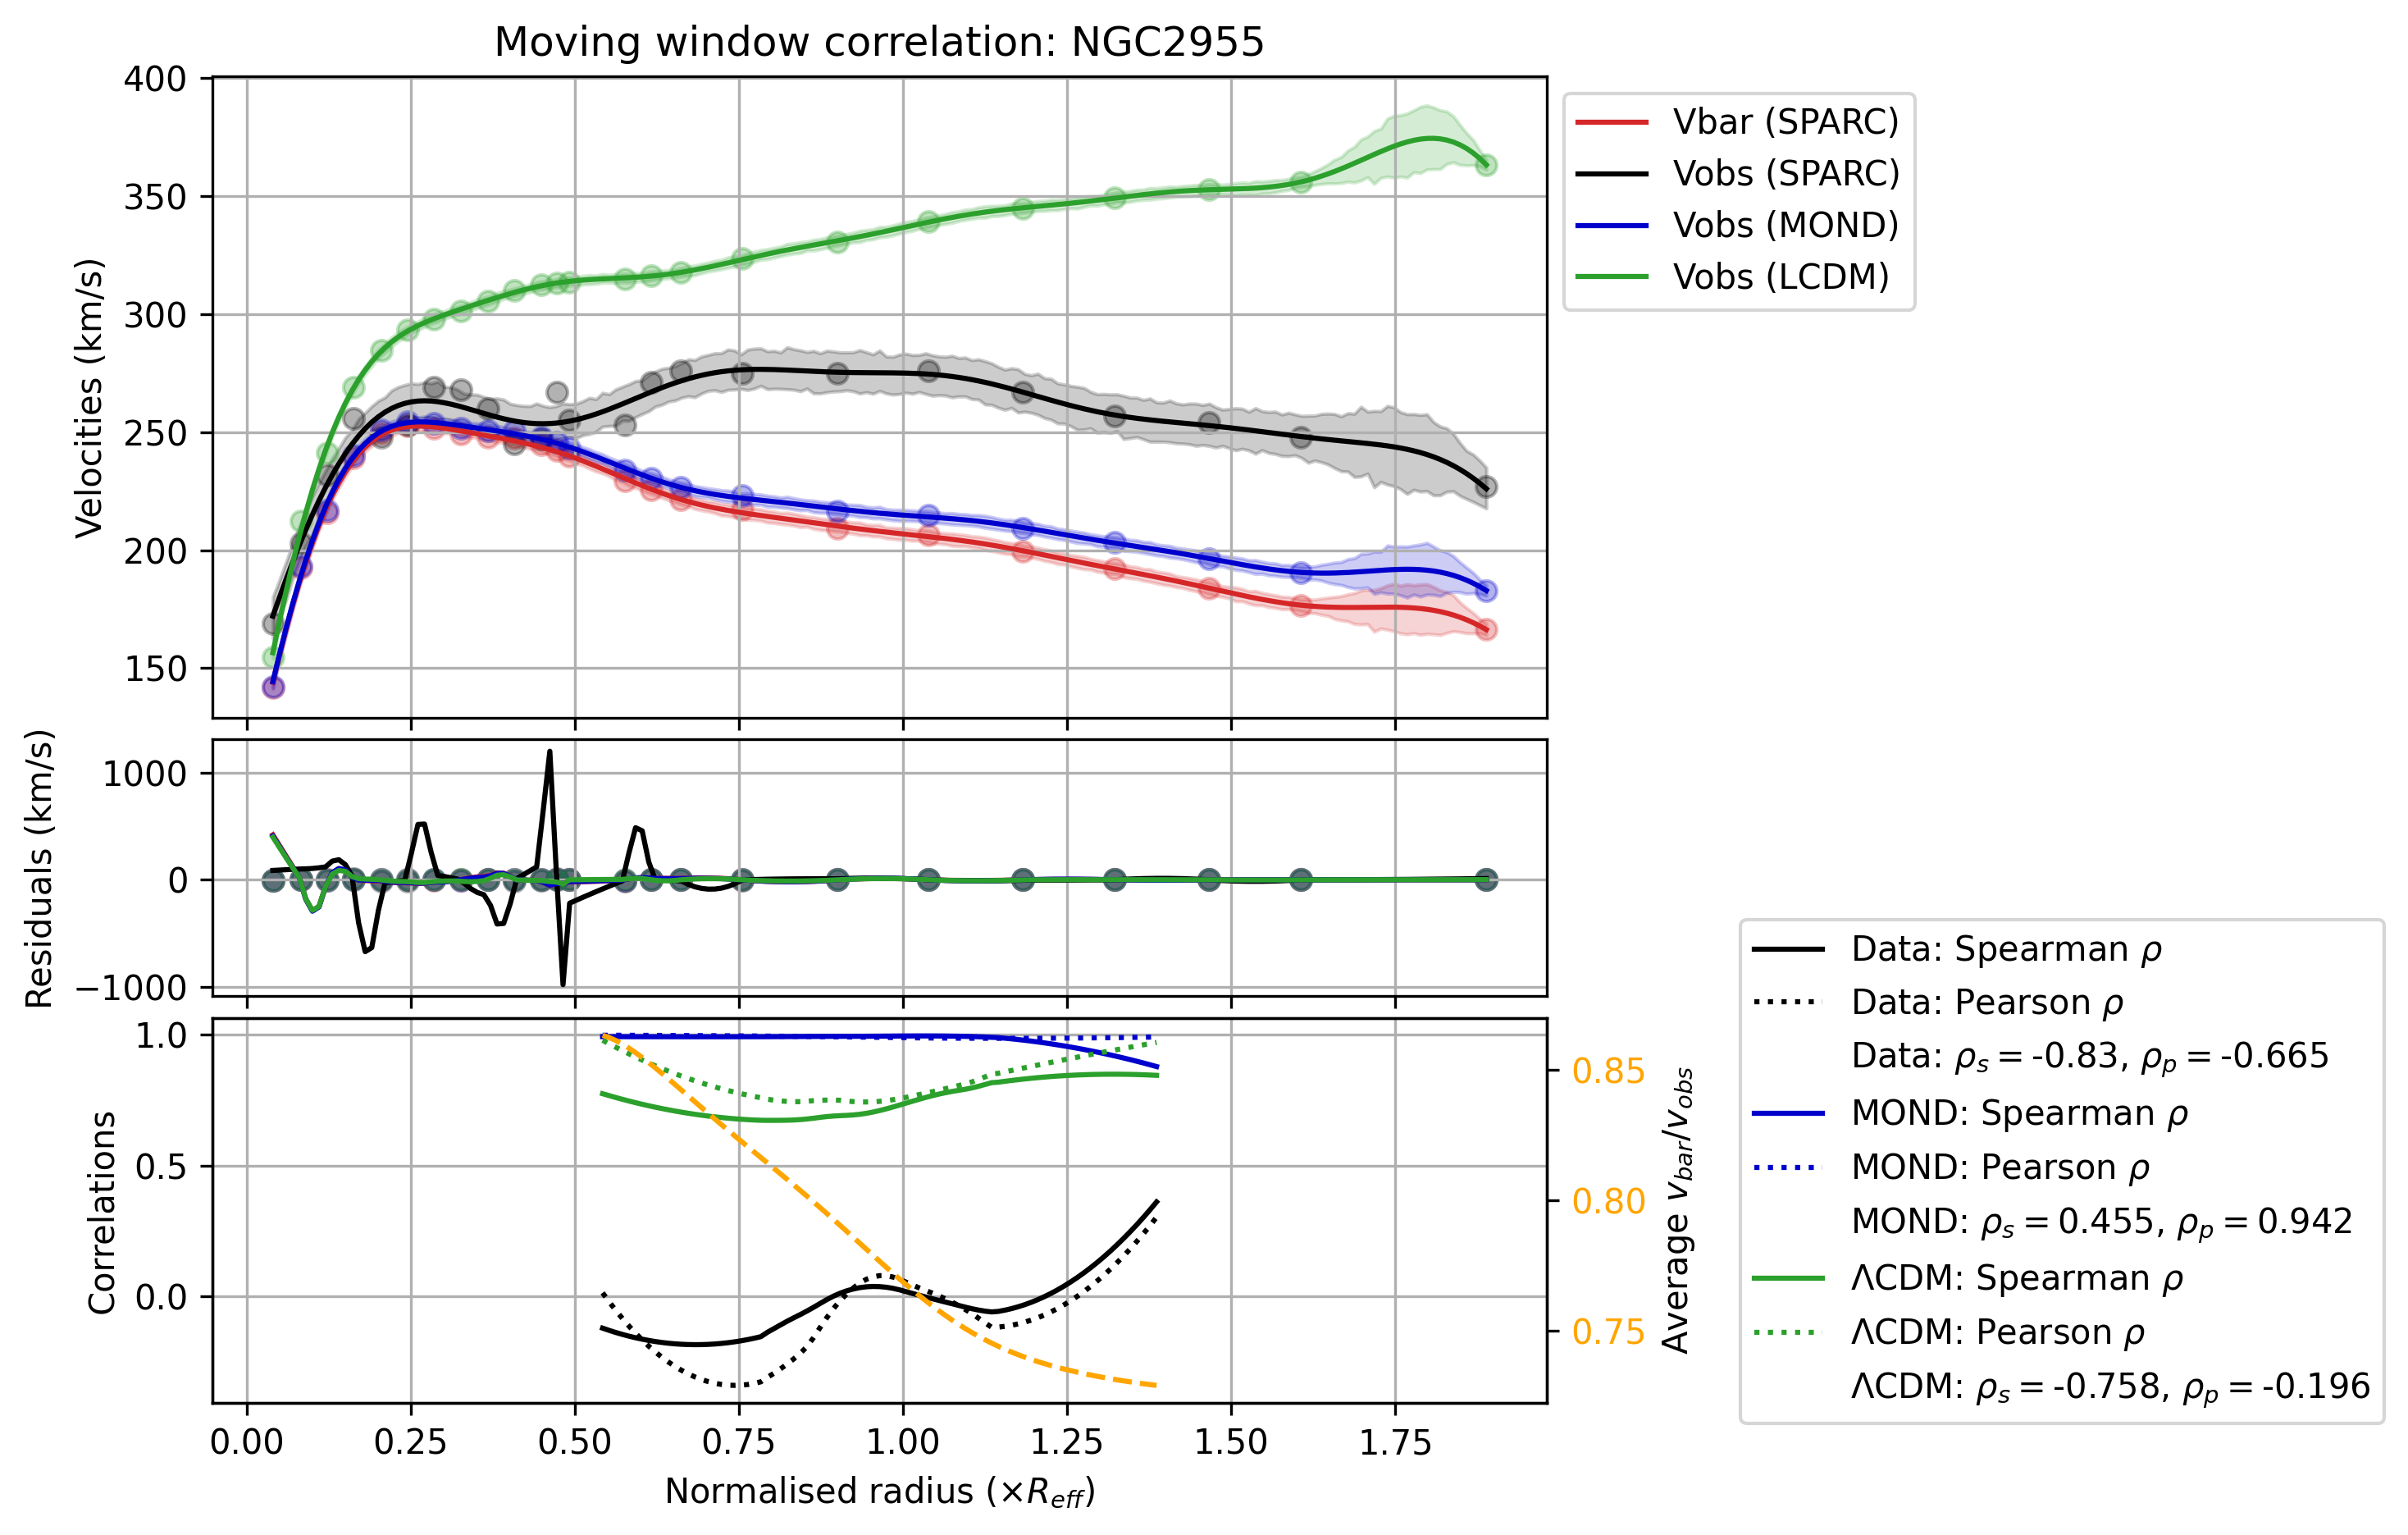 Moving window correlation: NGC2955
400
350
300
250
200
150
Velocities (km/s)
Vbar (SPARC)
Vobs (SPARC)
Vobs (MOND)
Vobs (LCDM)
1000
0
−1000
Residuals (km/s)
1.0
0.5
0.0
Correlations
0.85
0.80
0.75
Average v_bar/v_obs
Data: Spearman ρ
Data: Pearson ρ
Data: ρ_s = -0.83, ρ_p = -0.665
MOND: Spearman ρ
MOND: Pearson ρ
MOND: ρ_s = 0.455, ρ_p = 0.942
ΛCDM: Spearman ρ
ΛCDM: Pearson ρ
ΛCDM: ρ_s = -0.758, ρ_p = -0.196
0.00 0.25 0.50 0.75 1.00 1.25 1.50 1.75
Normalised radius (×R_eff)